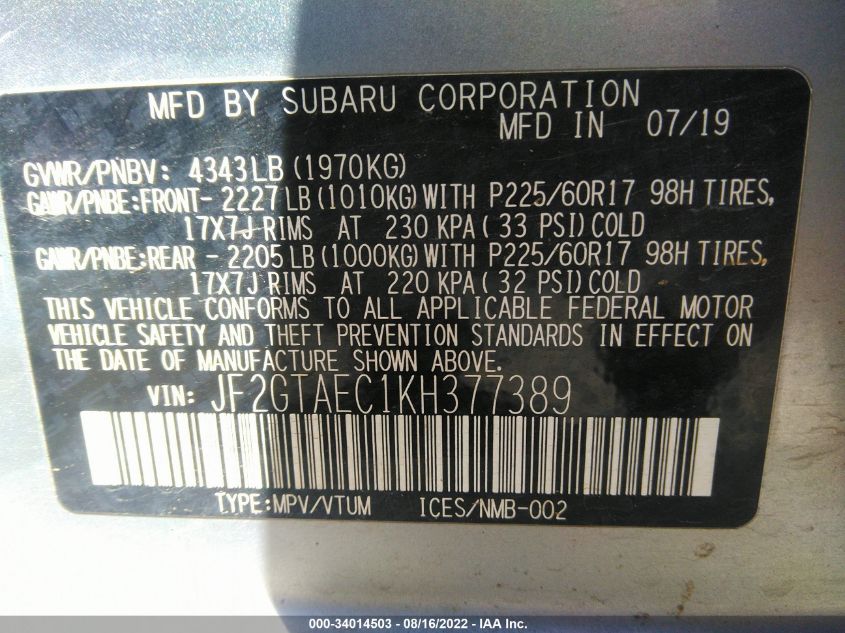 MFD BY SUBARU CORPORATION
MFD IN 07/19
GVWR/PNBV: 4343LB (1970KG)
GAWR/PNBE:FRONT- 2227 LB (1010KG) WITH P225/60R17 98H TIRES,
17X7J RIMS AT 230 KPA ( 33 PSI) COLD
GAWR/PNBE:REAR - 2205 LB (1000KG) WITH P225/60R17 98H TIRES,
17X7J RIMS AT 220 KPA ( 32 PSI) COLD
THIS VEHICLE CONFORMS TO ALL APPLICABLE FEDERAL MOTOR
VEHICLE SAFETY AND THEFT PREVENTION STANDARDS IN EFFECT ON
THE DATE OF MANUFACTURE SHOWN ABOVE.
VIN: JF2GTAEC1KH377389
TYPE:MPV/VTUM ICES/NMB-002
000-34014503 - 08/16/2022 - IAA Inc.